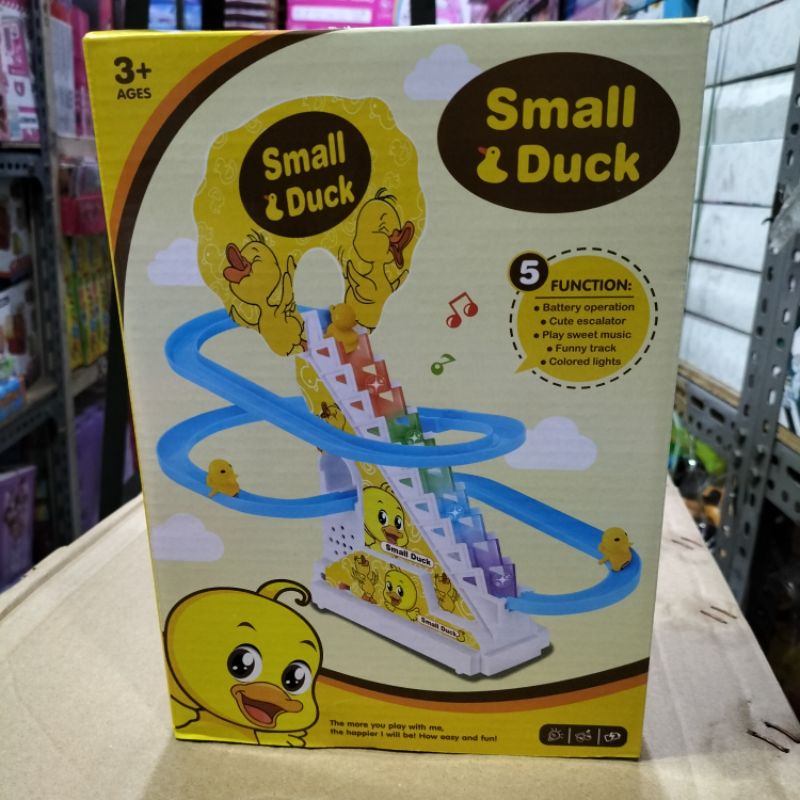 3+
AGES
Small
Duck
Small
Duck
5 FUNCTION:
• Battery operation
• Cute escalator
• Play sweet music
• Funny track
• Colored lights
Small Duck
Small Duck
The more you play with me,
the happier I will be! How easy and fun!